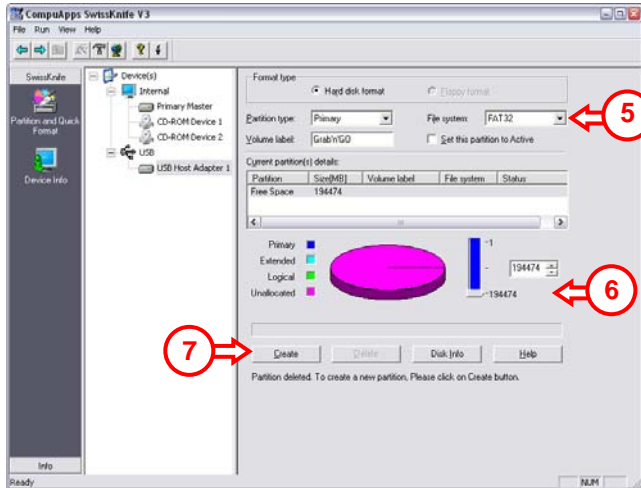 CompuApps SwissKnife V3
File Run View Help
SwissKnife
Partition and Quick
Format
Device Info
Info
Device(s)
Internal
Primary Master
CD-ROM Device 1
CD-ROM Device 2
USB
USB Host Adapter 1
Format type
Hard disk format
Floppy format
Partition type: Primary File system: FAT32
5
Volume label: Grab'n'GO Set this partition to Active
Current partition(s) details:
Partition Size[MB] Volume label File system Status
Free Space 194474
Primary
Extended
Logical
Unallocated
-1
-
-194474
194474
6
7
Create Delete Disk Info Help
Partition deleted. To create a new partition, Please click on Create button.
Ready NUM